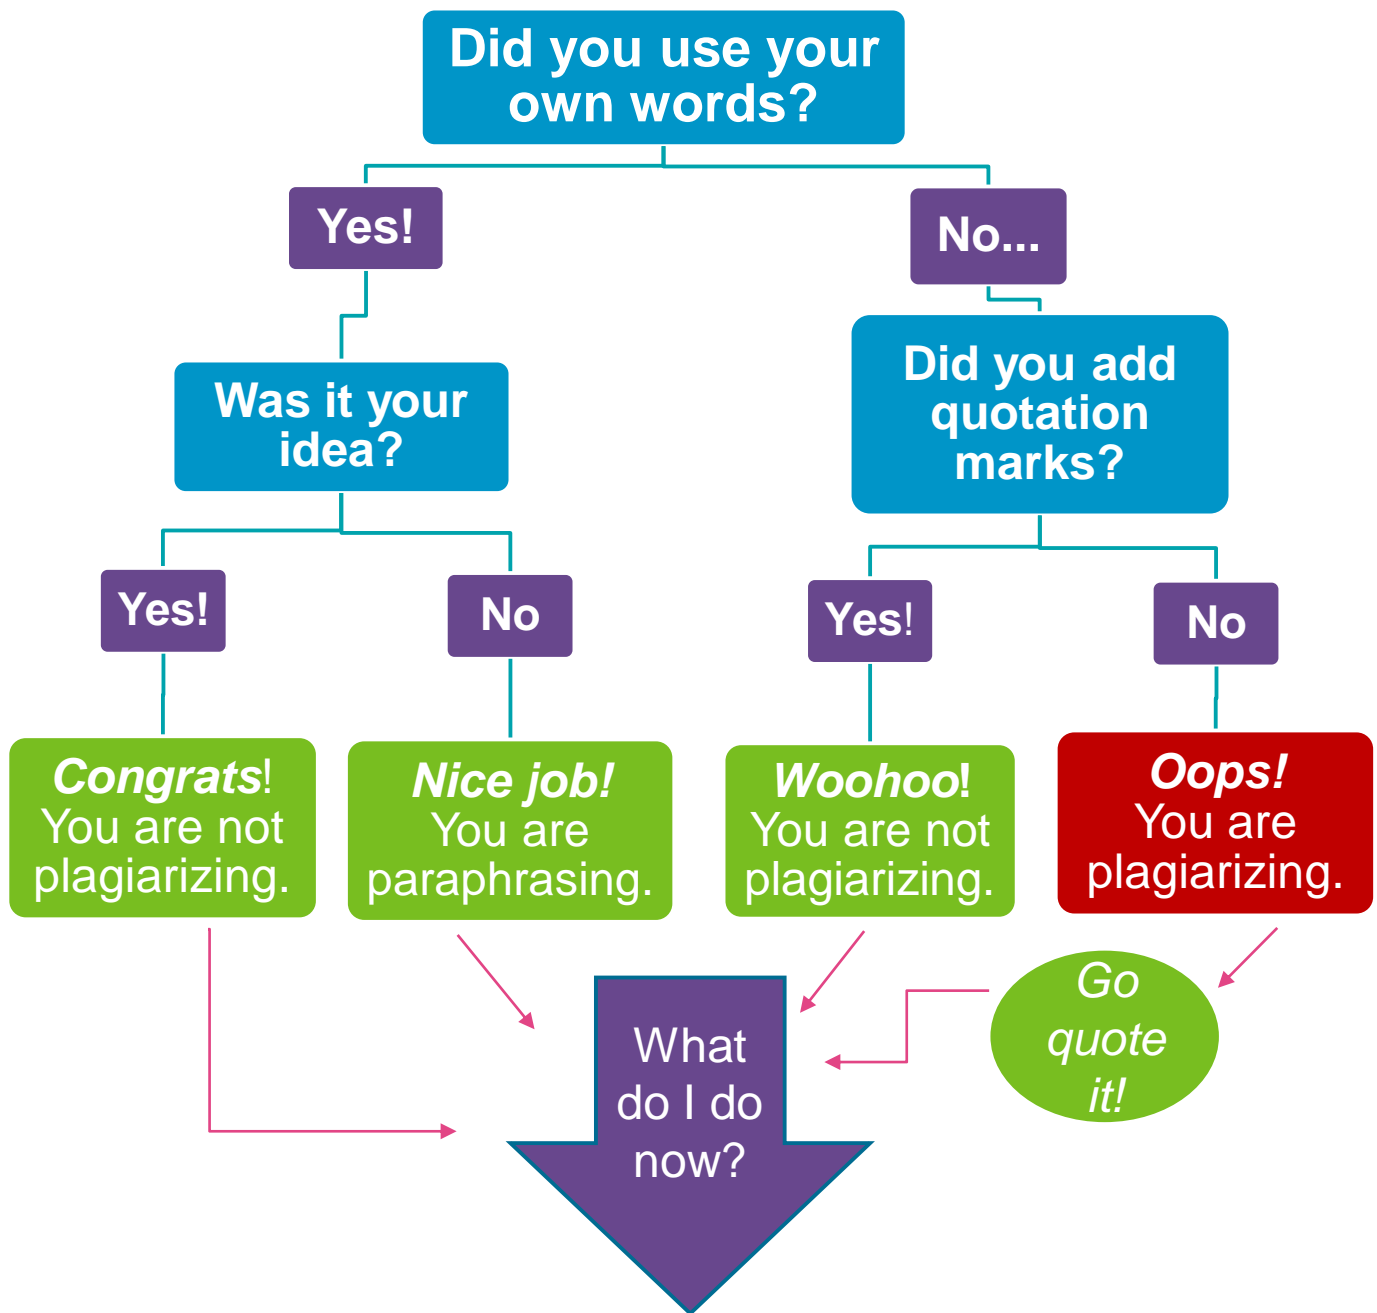 Did you use your
own words?
Yes!
No...
Was it your
idea?
Did you add
quotation
marks?
Yes!
No
Yes!
No
Congrats!
You are not
plagiarizing.
Nice job!
You are
paraphrasing.
Woohoo!
You are not
plagiarizing.
Oops!
You are
plagiarizing.
Go
quote
it!
What
do I do
now?